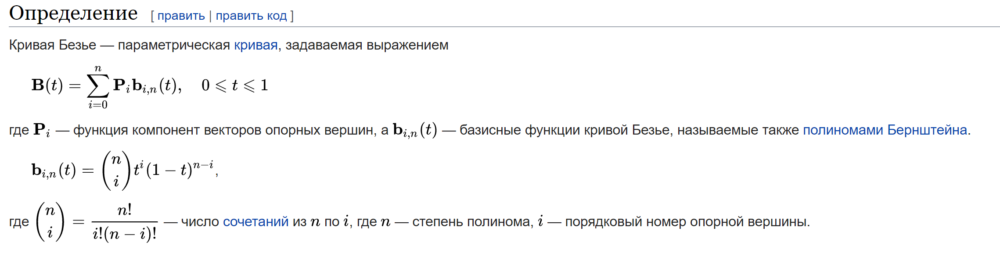 Определение [ править | править код ]
Кривая Безье — параметрическая кривая, задаваемая выражением
$\mathbf{B}(t) = \sum_{i=0}^{n} \mathbf{P}_i \mathbf{b}_{i,n}(t), \quad 0 \leqslant t \leqslant 1$
где $\mathbf{P}_i$ — функция компонент векторов опорных вершин, а $\mathbf{b}_{i,n}(t)$ — базисные функции кривой Безье, называемые также полиномами Бернштейна.
$\mathbf{b}_{i,n}(t) = \binom{n}{i} t^i (1 - t)^{n-i}$,
где $\binom{n}{i} = \frac{n!}{i!(n-i)!}$ — число сочетаний из $n$ по $i$, где $n$ — степень полинома, $i$ — порядковый номер опорной вершины.